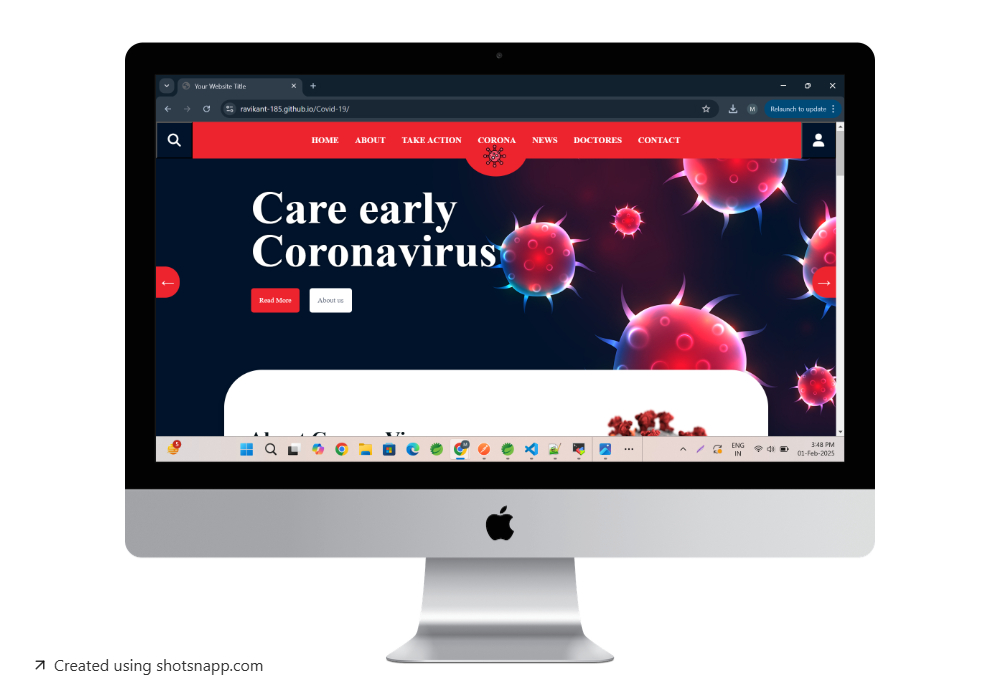 Your Website Title
ravikant-185.github.io/Covid-19/
M
Relaunch to update
HOME ABOUT TAKE ACTION CORONA NEWS DOCTORES CONTACT
Care early
Coronavirus
Read More About us
ENG
IN
3:48 PM
01-Feb-2025
Created using shotsnapp.com